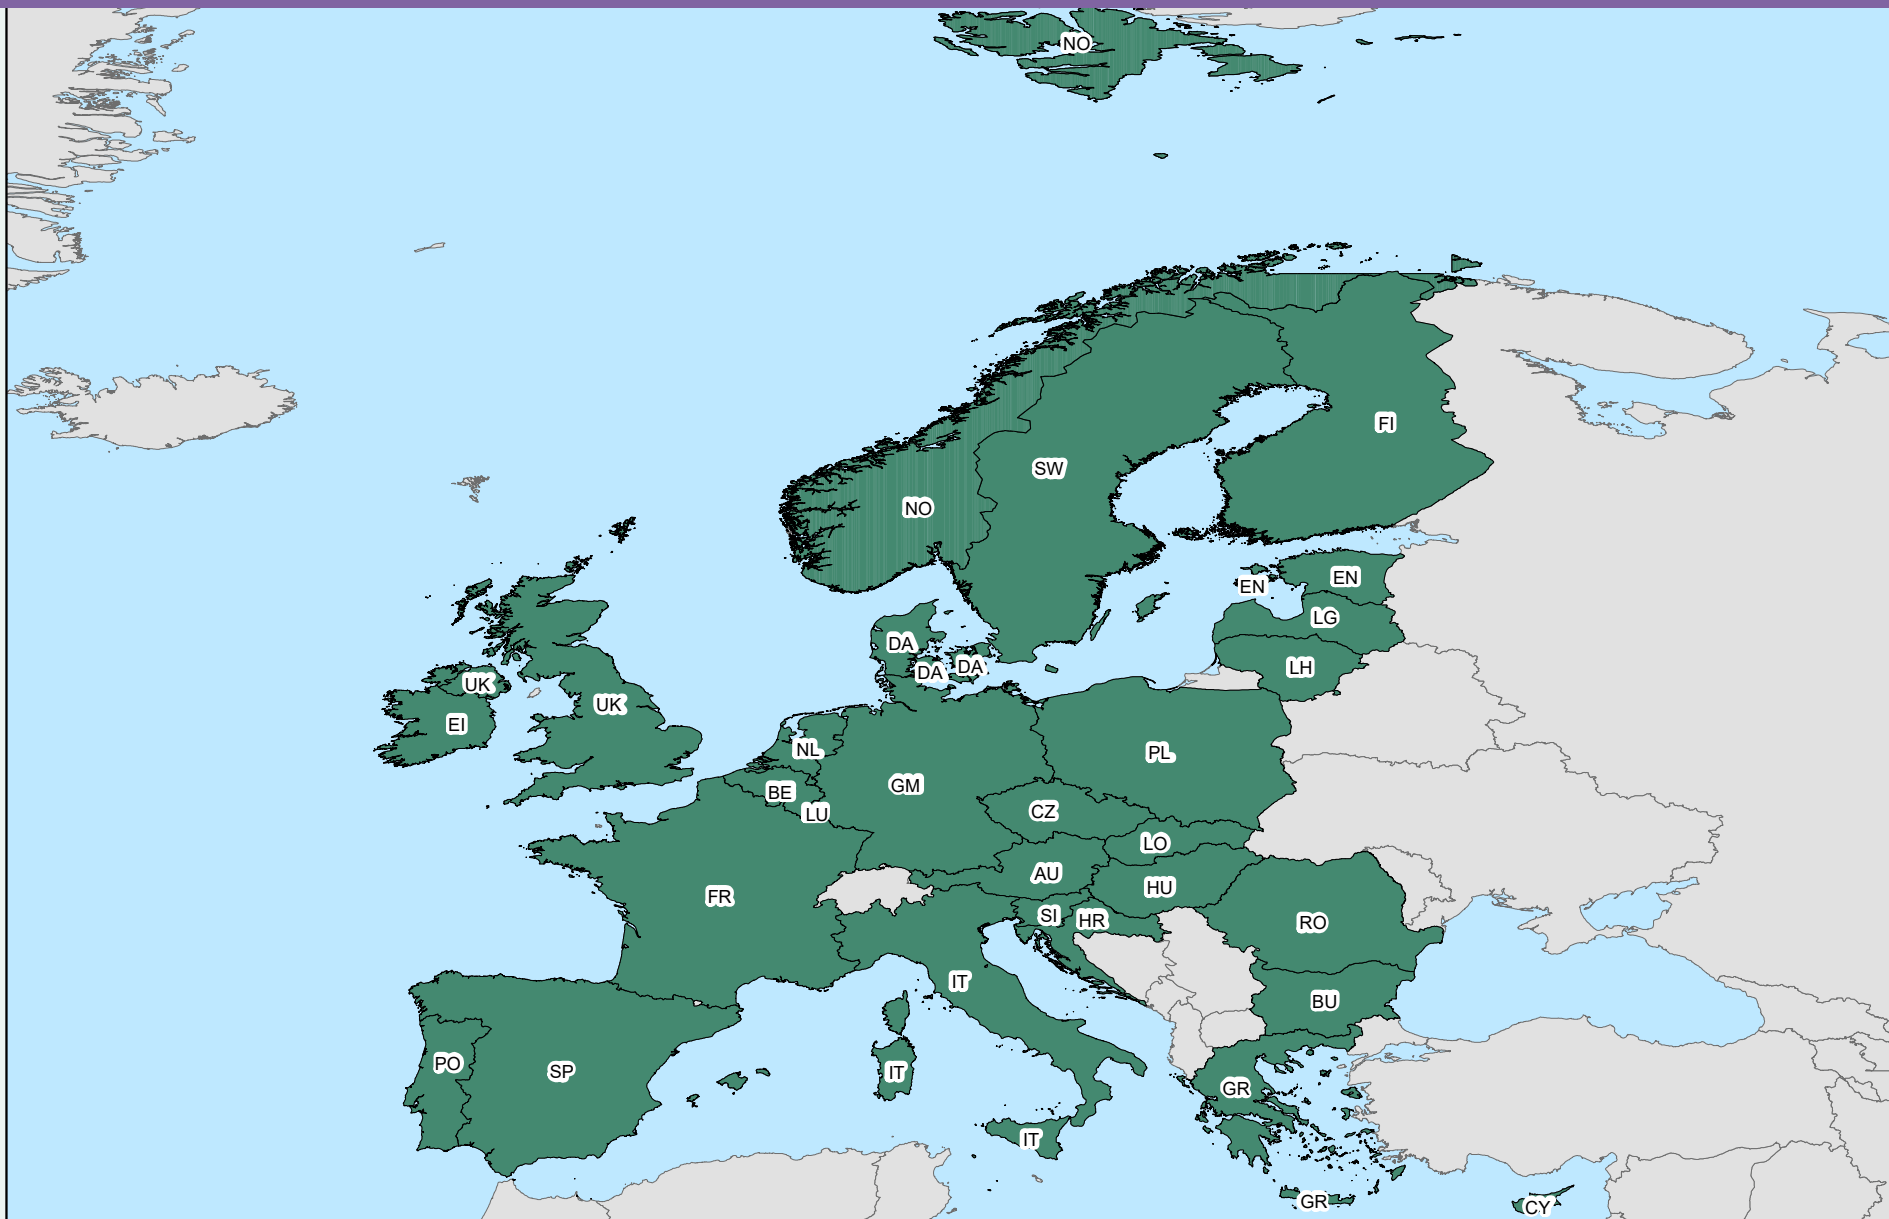 NO
FI
SW
NO
EN
EN
LG
DA
DA
DA
LH
UK
UK
EI
NL
PL
GM
BE
LU
CZ
LO
AU
HU
FR
SI
HR
RO
IT
BU
PO
SP
IT
GR
IT
GR
CY